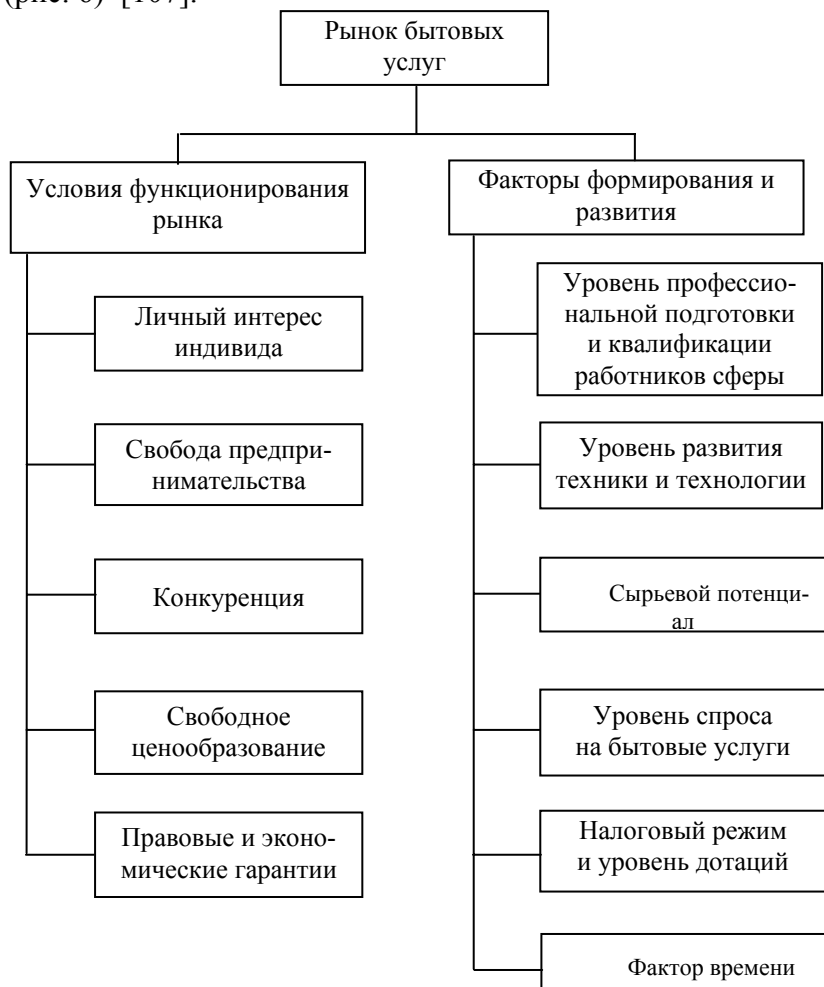 (рис. 6) [107].
Рынок бытовых
услуг
Условия функционирования
рынка
Факторы формирования и
развития
Личный интерес
индивида
Свобода предпри-
нимательства
Конкуренция
Свободное
ценообразование
Правовые и эконо-
мические гарантии
Уровень профессио-
нальной подготовки
и квалификации
работников сферы
Уровень развития
техники и технологии
Сырьевой потенци-
ал
Уровень спроса
на бытовые услуги
Налоговый режим
и уровень дотаций
Фактор времени